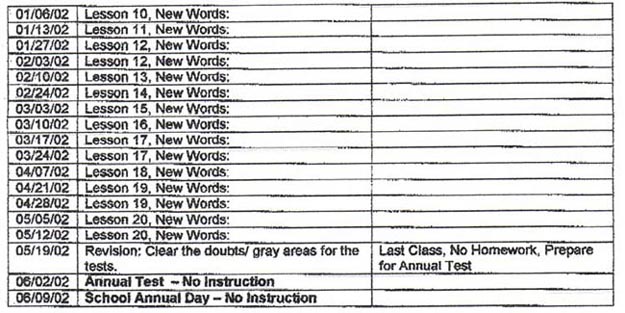 01/06/02 Lesson 10, New Words:
01/13/02 Lesson 11, New Words:
01/27/02 Lesson 12, New Words:
02/03/02 Lesson 12, New Words:
02/10/02 Lesson 13, New Words:
02/24/02 Lesson 14, New Words:
03/03/02 Lesson 15, New Words:
03/10/02 Lesson 16, New Words:
03/17/02 Lesson 17, New Words:
03/24/02 Lesson 17, New Words:
04/07/02 Lesson 18, New Words:
04/21/02 Lesson 19, New Words:
04/28/02 Lesson 19, New Words:
05/05/02 Lesson 20, New Words:
05/12/02 Lesson 20, New Words:
05/19/02 Revision: Clear the doubts/ gray areas for the Last Class, No Homework, Prepare
tests. for Annual Test
06/02/02 Annual Test – No Instruction
06/09/02 School Annual Day – No Instruction